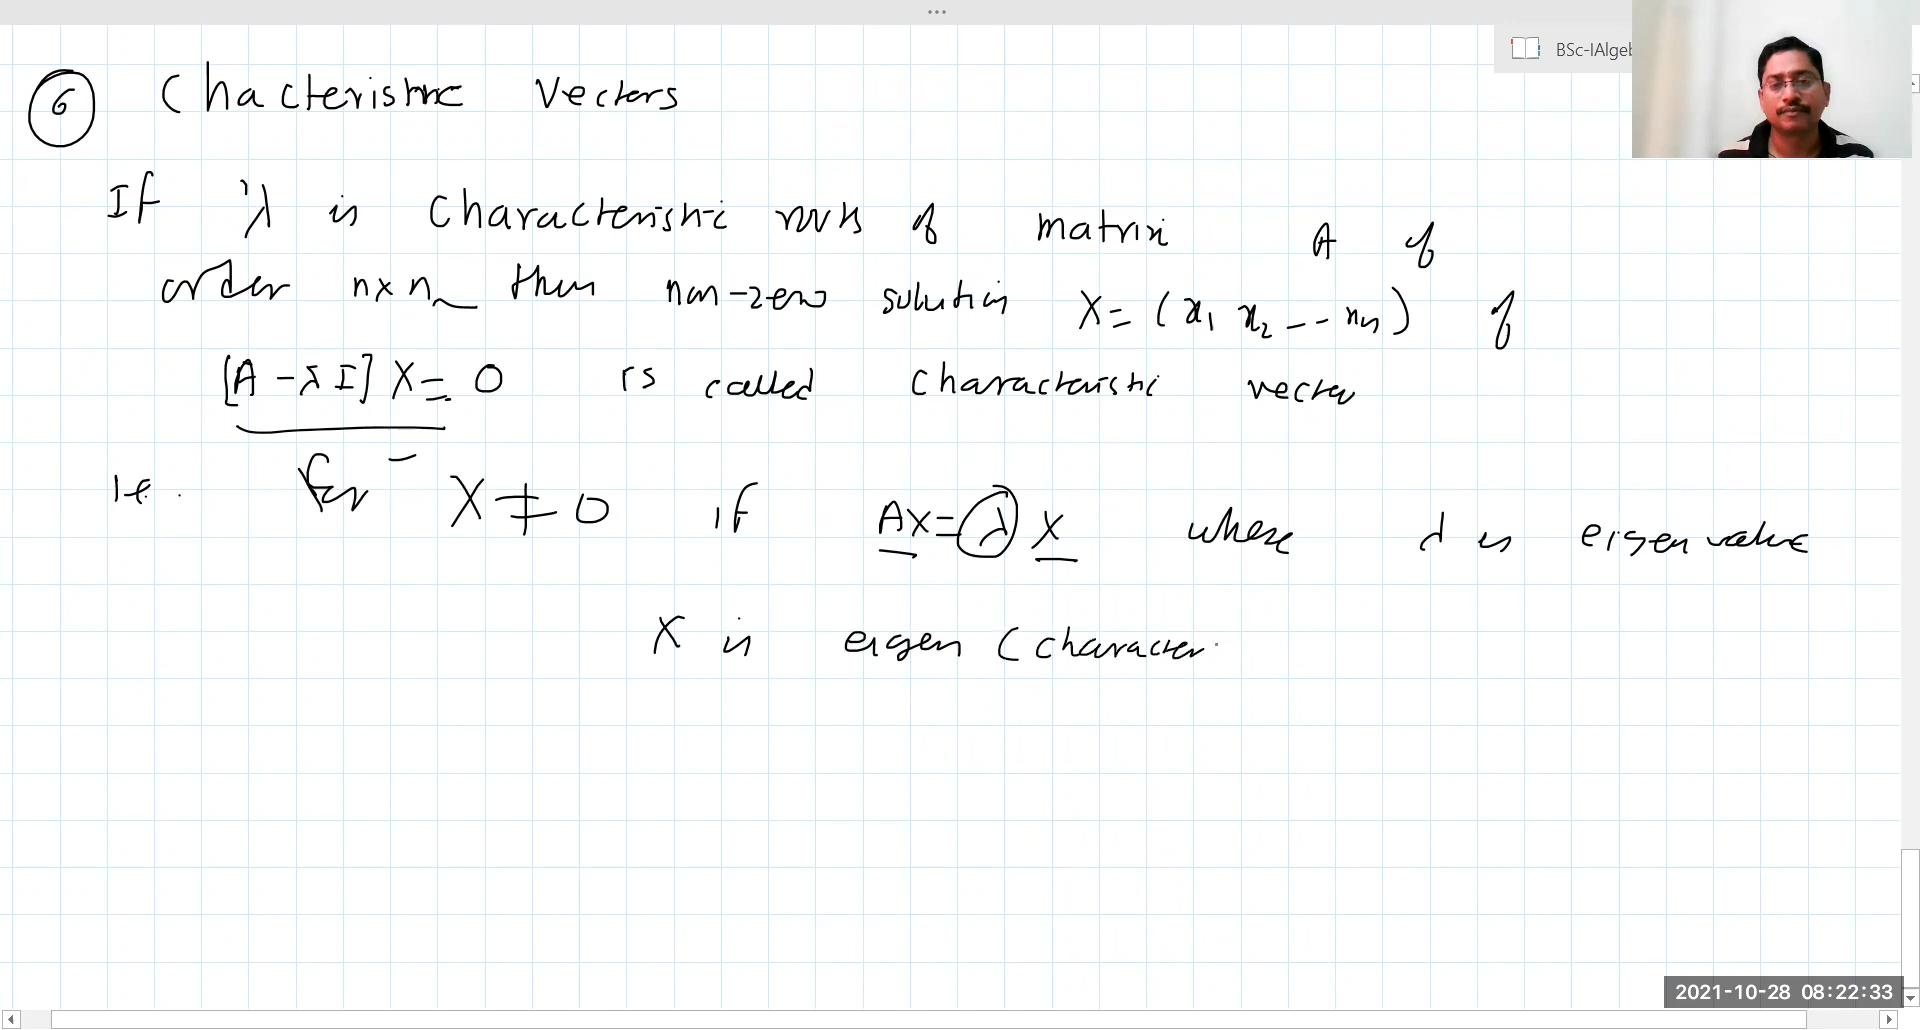 ...
BSc-IAlgeb
6 Chacteristic Vectors
If λ is characteristic roots of matrix A of
order n×n then non-zero solution X=(x1 x2 --- xn) of
[A-λI]X=0 is called characteristic vector
ie. for X≠0 if AX=λX where λ is eigen value
X is eigen (character
2021-10-28 08:22:33